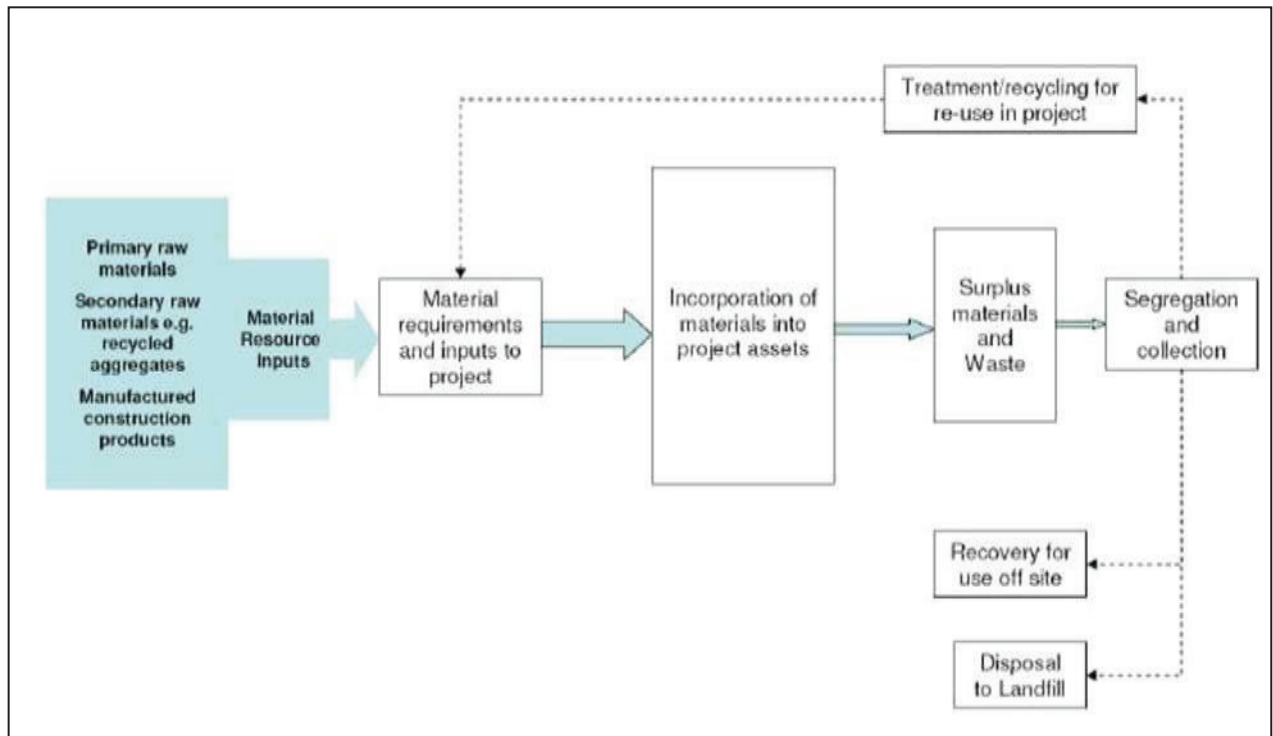 Treatment/recycling for
re-use in project
Primary raw
materials
Secondary raw
materials e.g.
recycled
aggregates
Manufactured
construction
products
Material
Resource
Inputs
Material
requirements
and inputs to
project
Incorporation of
materials into
project assets
Surplus
materials
and
Waste
Segregation
and
collection
Recovery for
use off site
Disposal
to Landfill